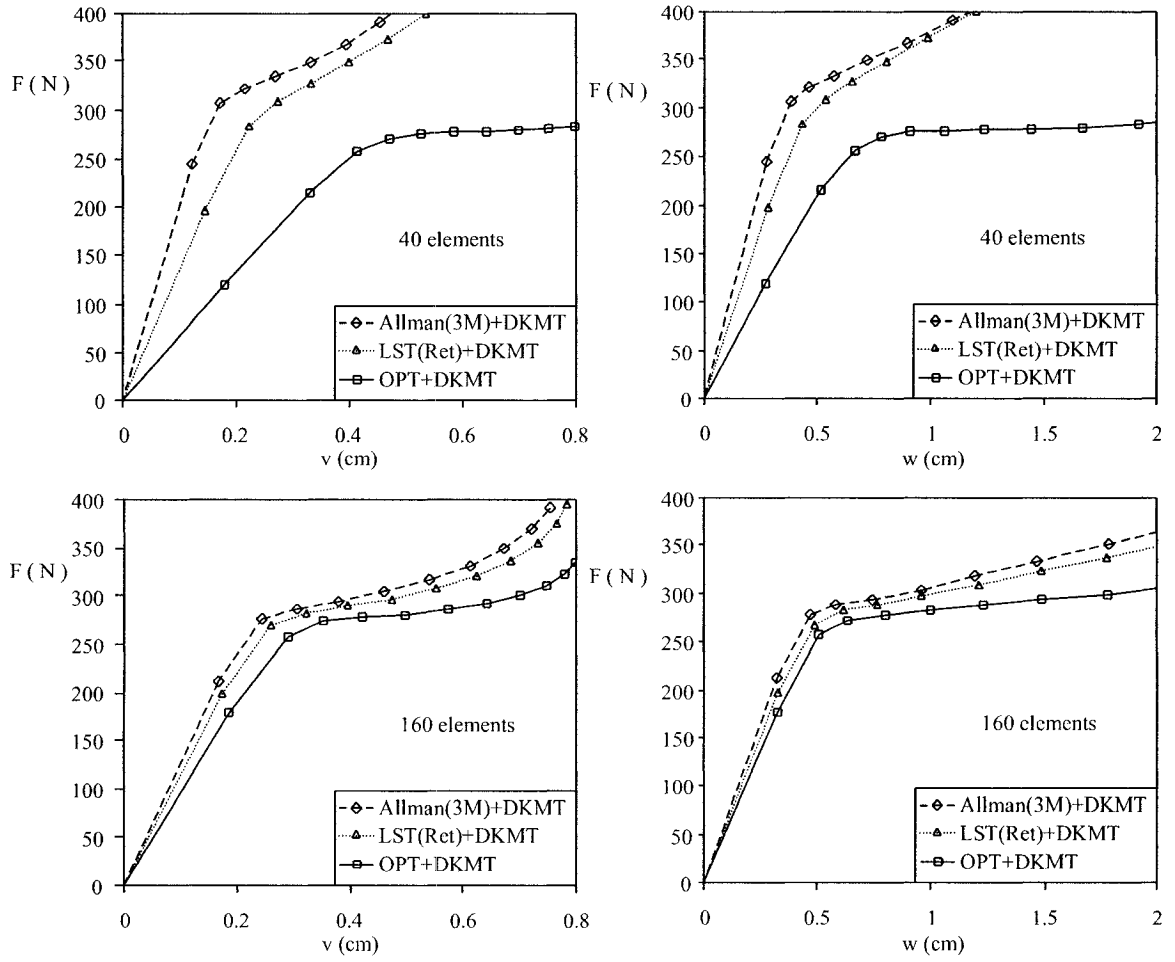 400
350
F ( N )
300
250
200
150
100
50
0
40 elements
Allman(3M)+DKMT
LST(Ret)+DKMT
OPT+DKMT
0 0.2 0.4 0.6 0.8
v (cm)
400
350
F ( N )
300
250
200
150
100
50
0
40 elements
Allman(3M)+DKMT
LST(Ret)+DKMT
OPT+DKMT
0 0.5 1 1.5 2
w (cm)
400
350
F ( N )
300
250
200
150
100
50
0
160 elements
Allman(3M)+DKMT
LST(Ret)+DKMT
OPT+DKMT
0 0.2 0.4 0.6 0.8
v (cm)
400
350
F ( N )
300
250
200
150
100
50
0
160 elements
Allman(3M)+DKMT
LST(Ret)+DKMT
OPT+DKMT
0 0.5 1 1.5 2
w (cm)